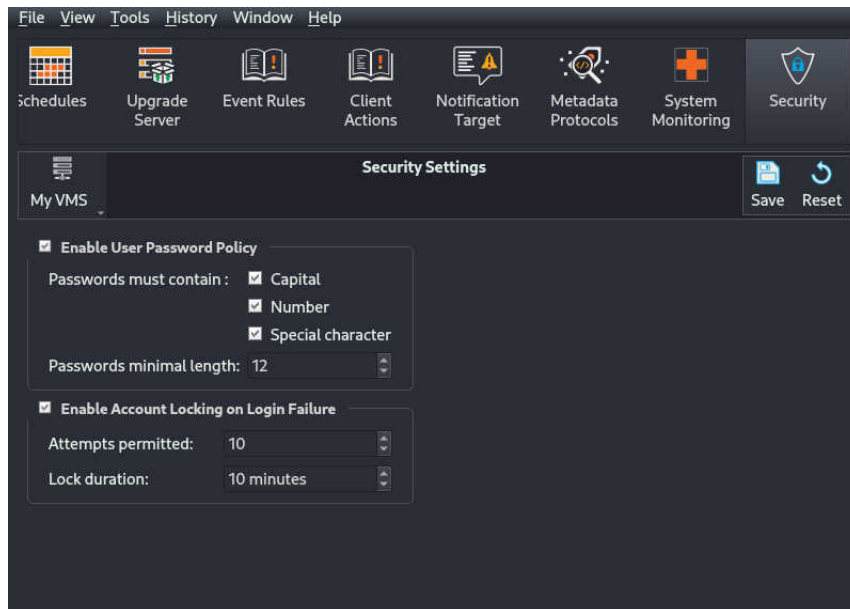 File View Tools History Window Help
Schedules
Upgrade
Server
Event Rules
Client
Actions
Notification
Target
Metadata
Protocols
System
Monitoring
Security
My VMS
Security Settings
Save
Reset
Enable User Password Policy
Passwords must contain :
Capital
Number
Special character
Passwords minimal length: 12
Enable Account Locking on Login Failure
Attempts permitted: 10
Lock duration: 10 minutes